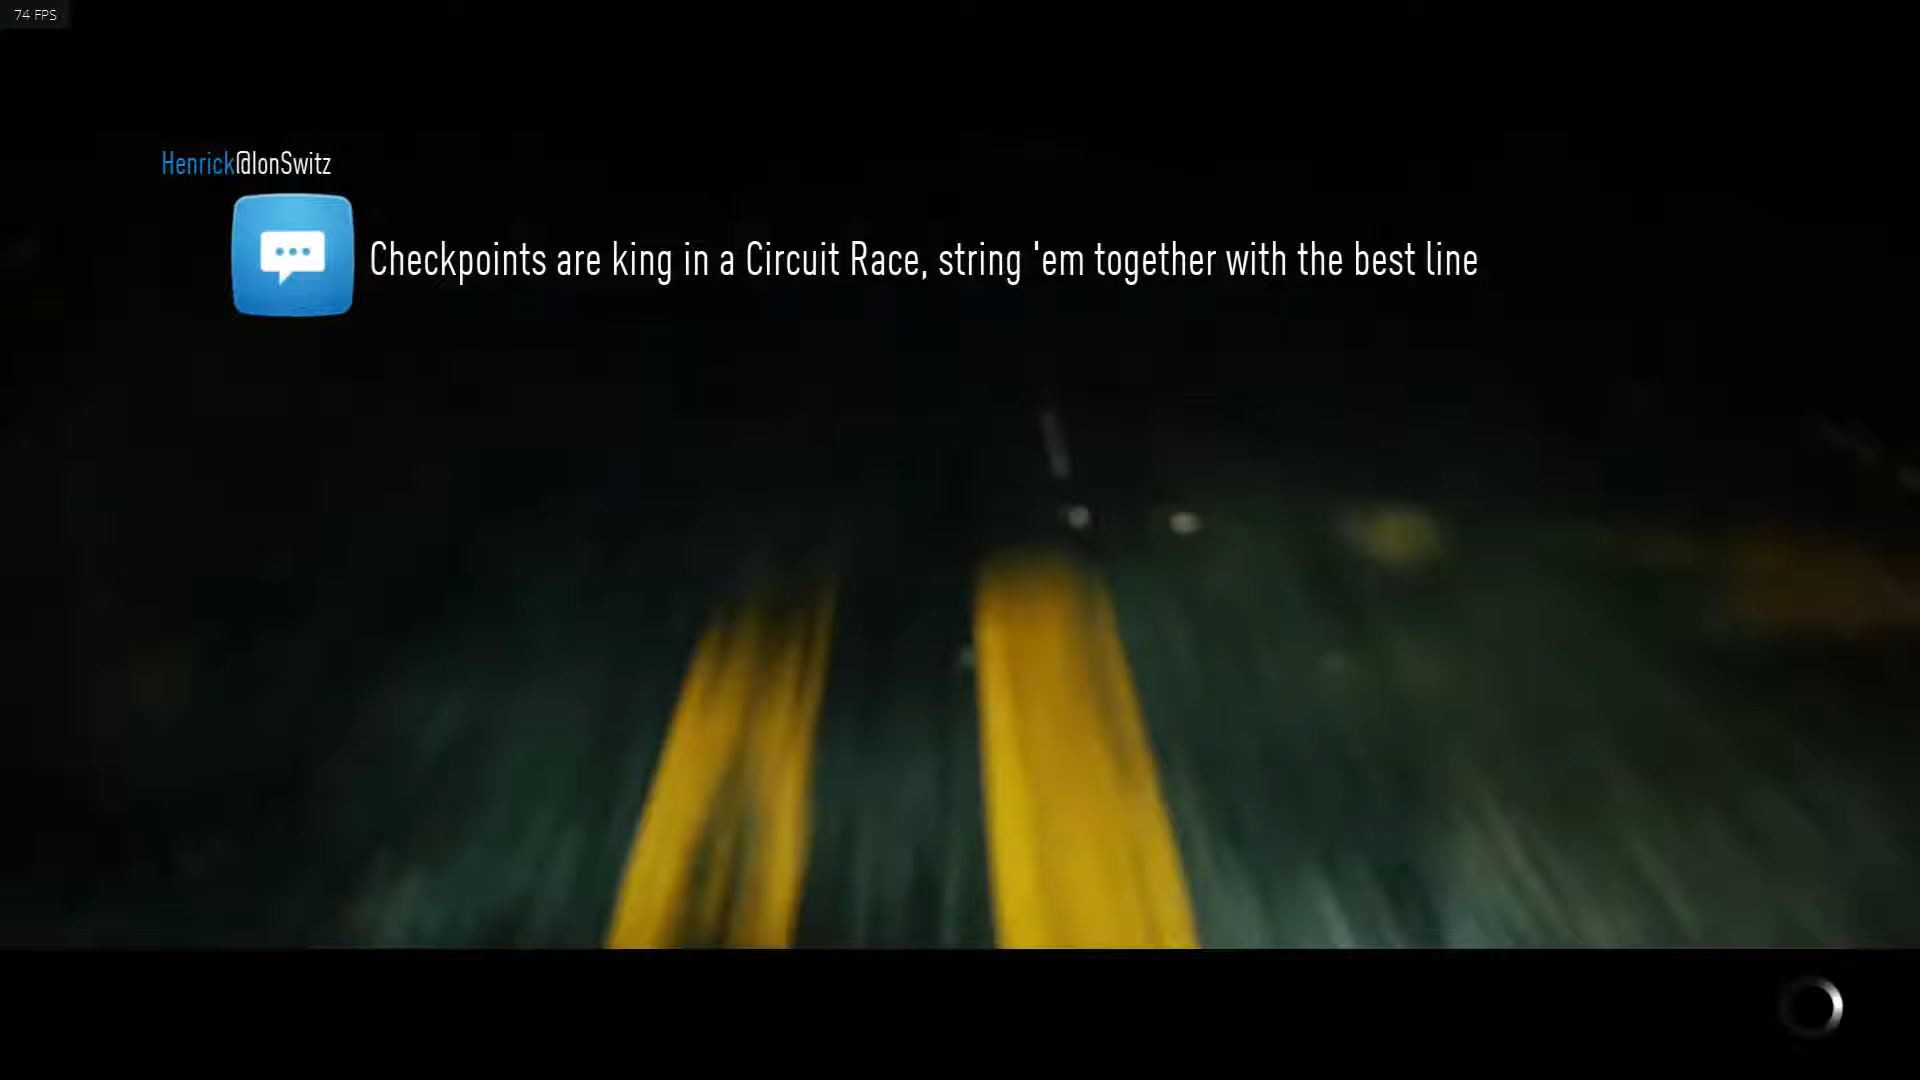 74 FPS
Henrick@IonSwitz
Checkpoints are king in a Circuit Race, string 'em together with the best line